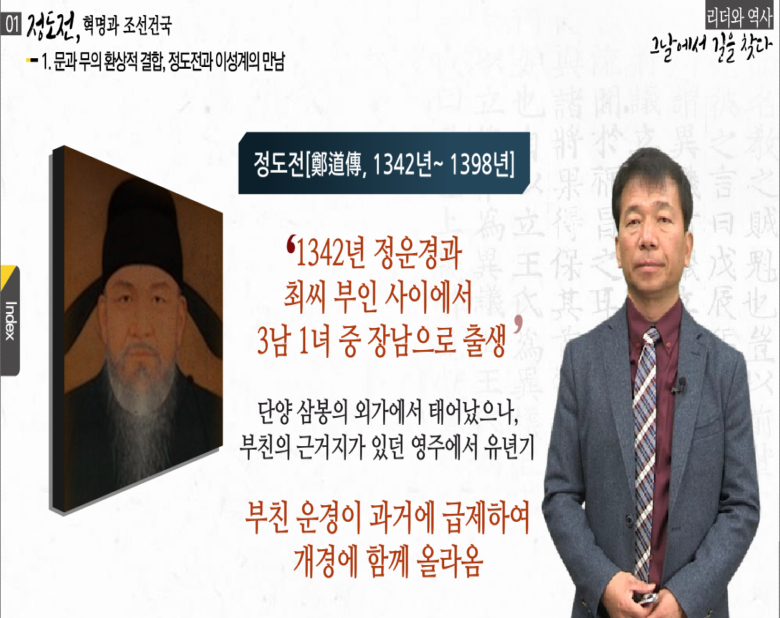 01 정도전, 혁명과 조선건국
1. 문과 무의 환상적 결합, 정도전과 이성계의 만남
리더와 역사
그날에서 길을 찾다
Index
정도전[鄭道傳, 1342년~ 1398년]
‘1342년 정운경과
최씨 부인 사이에서
3남 1녀 중 장남으로 출생’
단양 삼봉의 외가에서 태어났으나,
부친의 근거지가 있던 영주에서 유년기
부친 운경이 과거에 급제하여
개경에 함께 올라옴